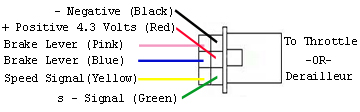 - Negative (Black)
+ Positive 4.3 Volts (Red)
Brake Lever (Pink)
Brake Lever (Blue)
Speed Signal(Yellow)
s - Signal (Green)
To Throttle
-OR-
Derailleur